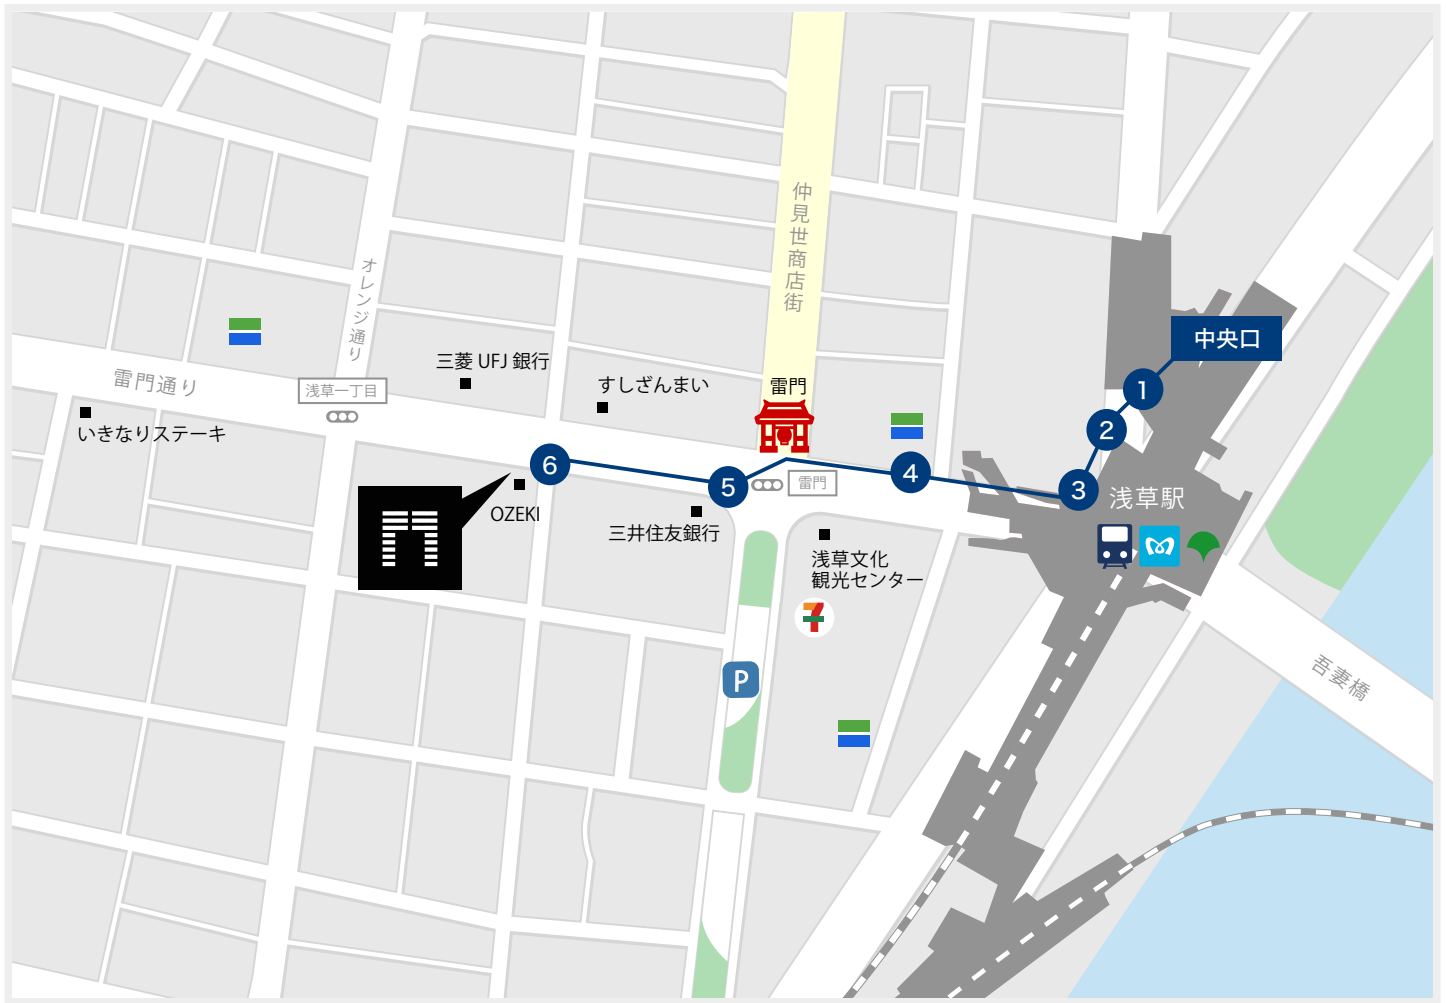 仲見世商店街
オレンジ通り
中央口
1
三菱 UFJ 銀行
雷門通り
浅草一丁目
すしざんまい
雷門
2
いきなりステーキ
6
4
5
雷門
3
浅草駅
OZEKI
三井住友銀行
浅草文化
観光センター
7
P
吾妻橋